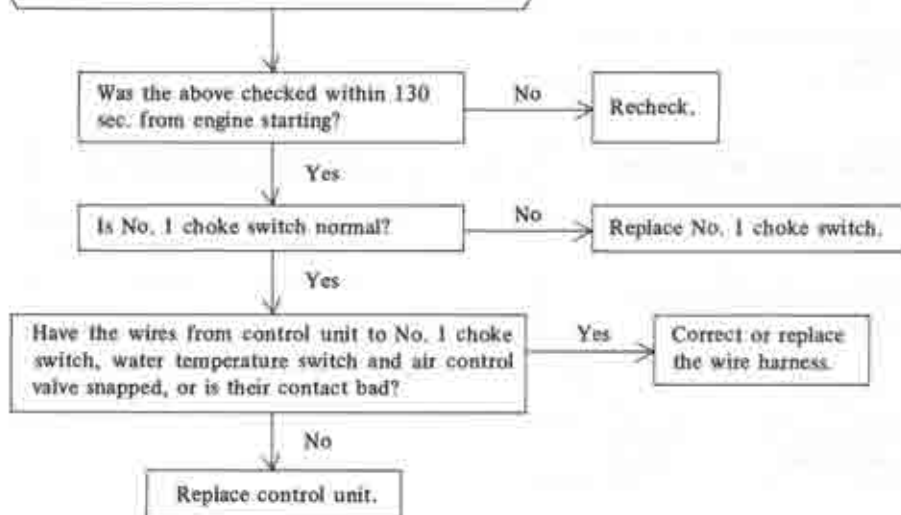 Was the above checked within 130
sec. from engine starting?
No
Recheck.
Yes
Is No. 1 choke switch normal?
No
Replace No. 1 choke switch.
Yes
Have the wires from control unit to No. 1 choke
switch, water temperature switch and air control
valve snapped, or is their contact bad?
Yes
Correct or replace
the wire harness.
No
Replace control unit.